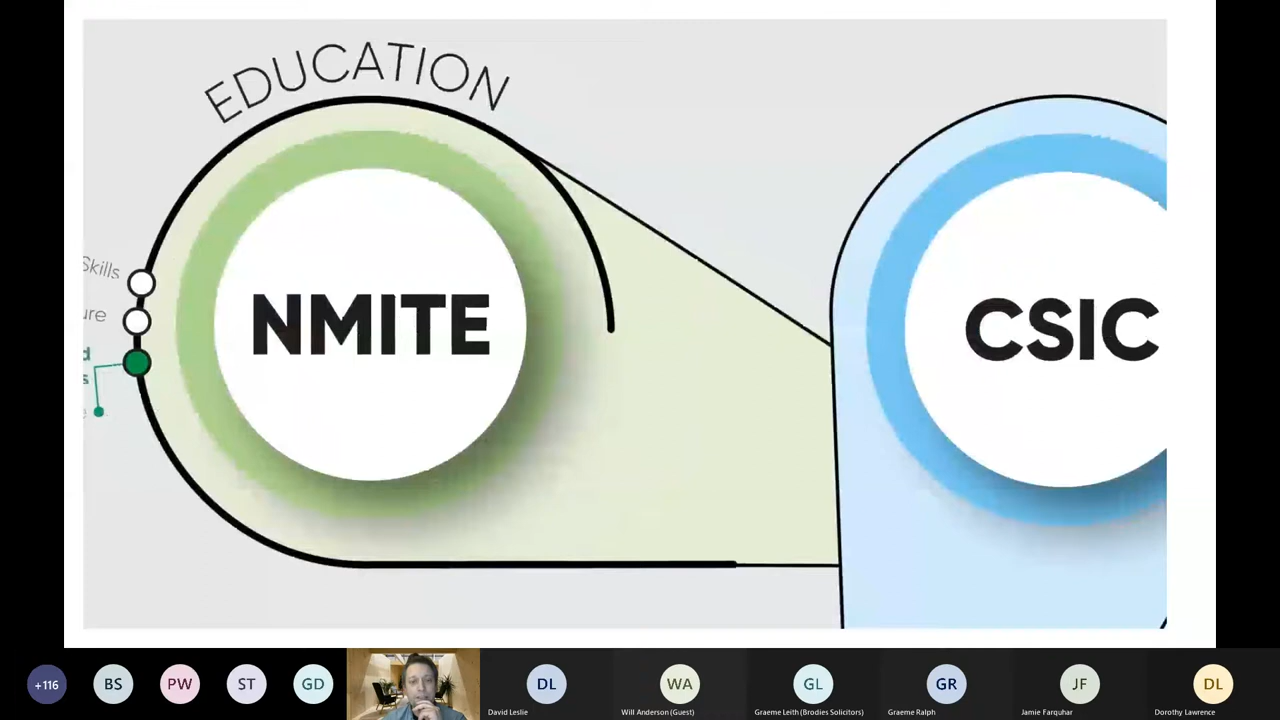 EDUCATION
Skills
NMITE
CSIC
+116
BS
PW
ST
GD
DL
WA
GL
GR
JF
DL
David Leslie
Will Anderson (Guest)
Graeme Leith (Brodies Solicitors)
Graeme Ralph
Jamie Farquhar
Dorothy Lawrence